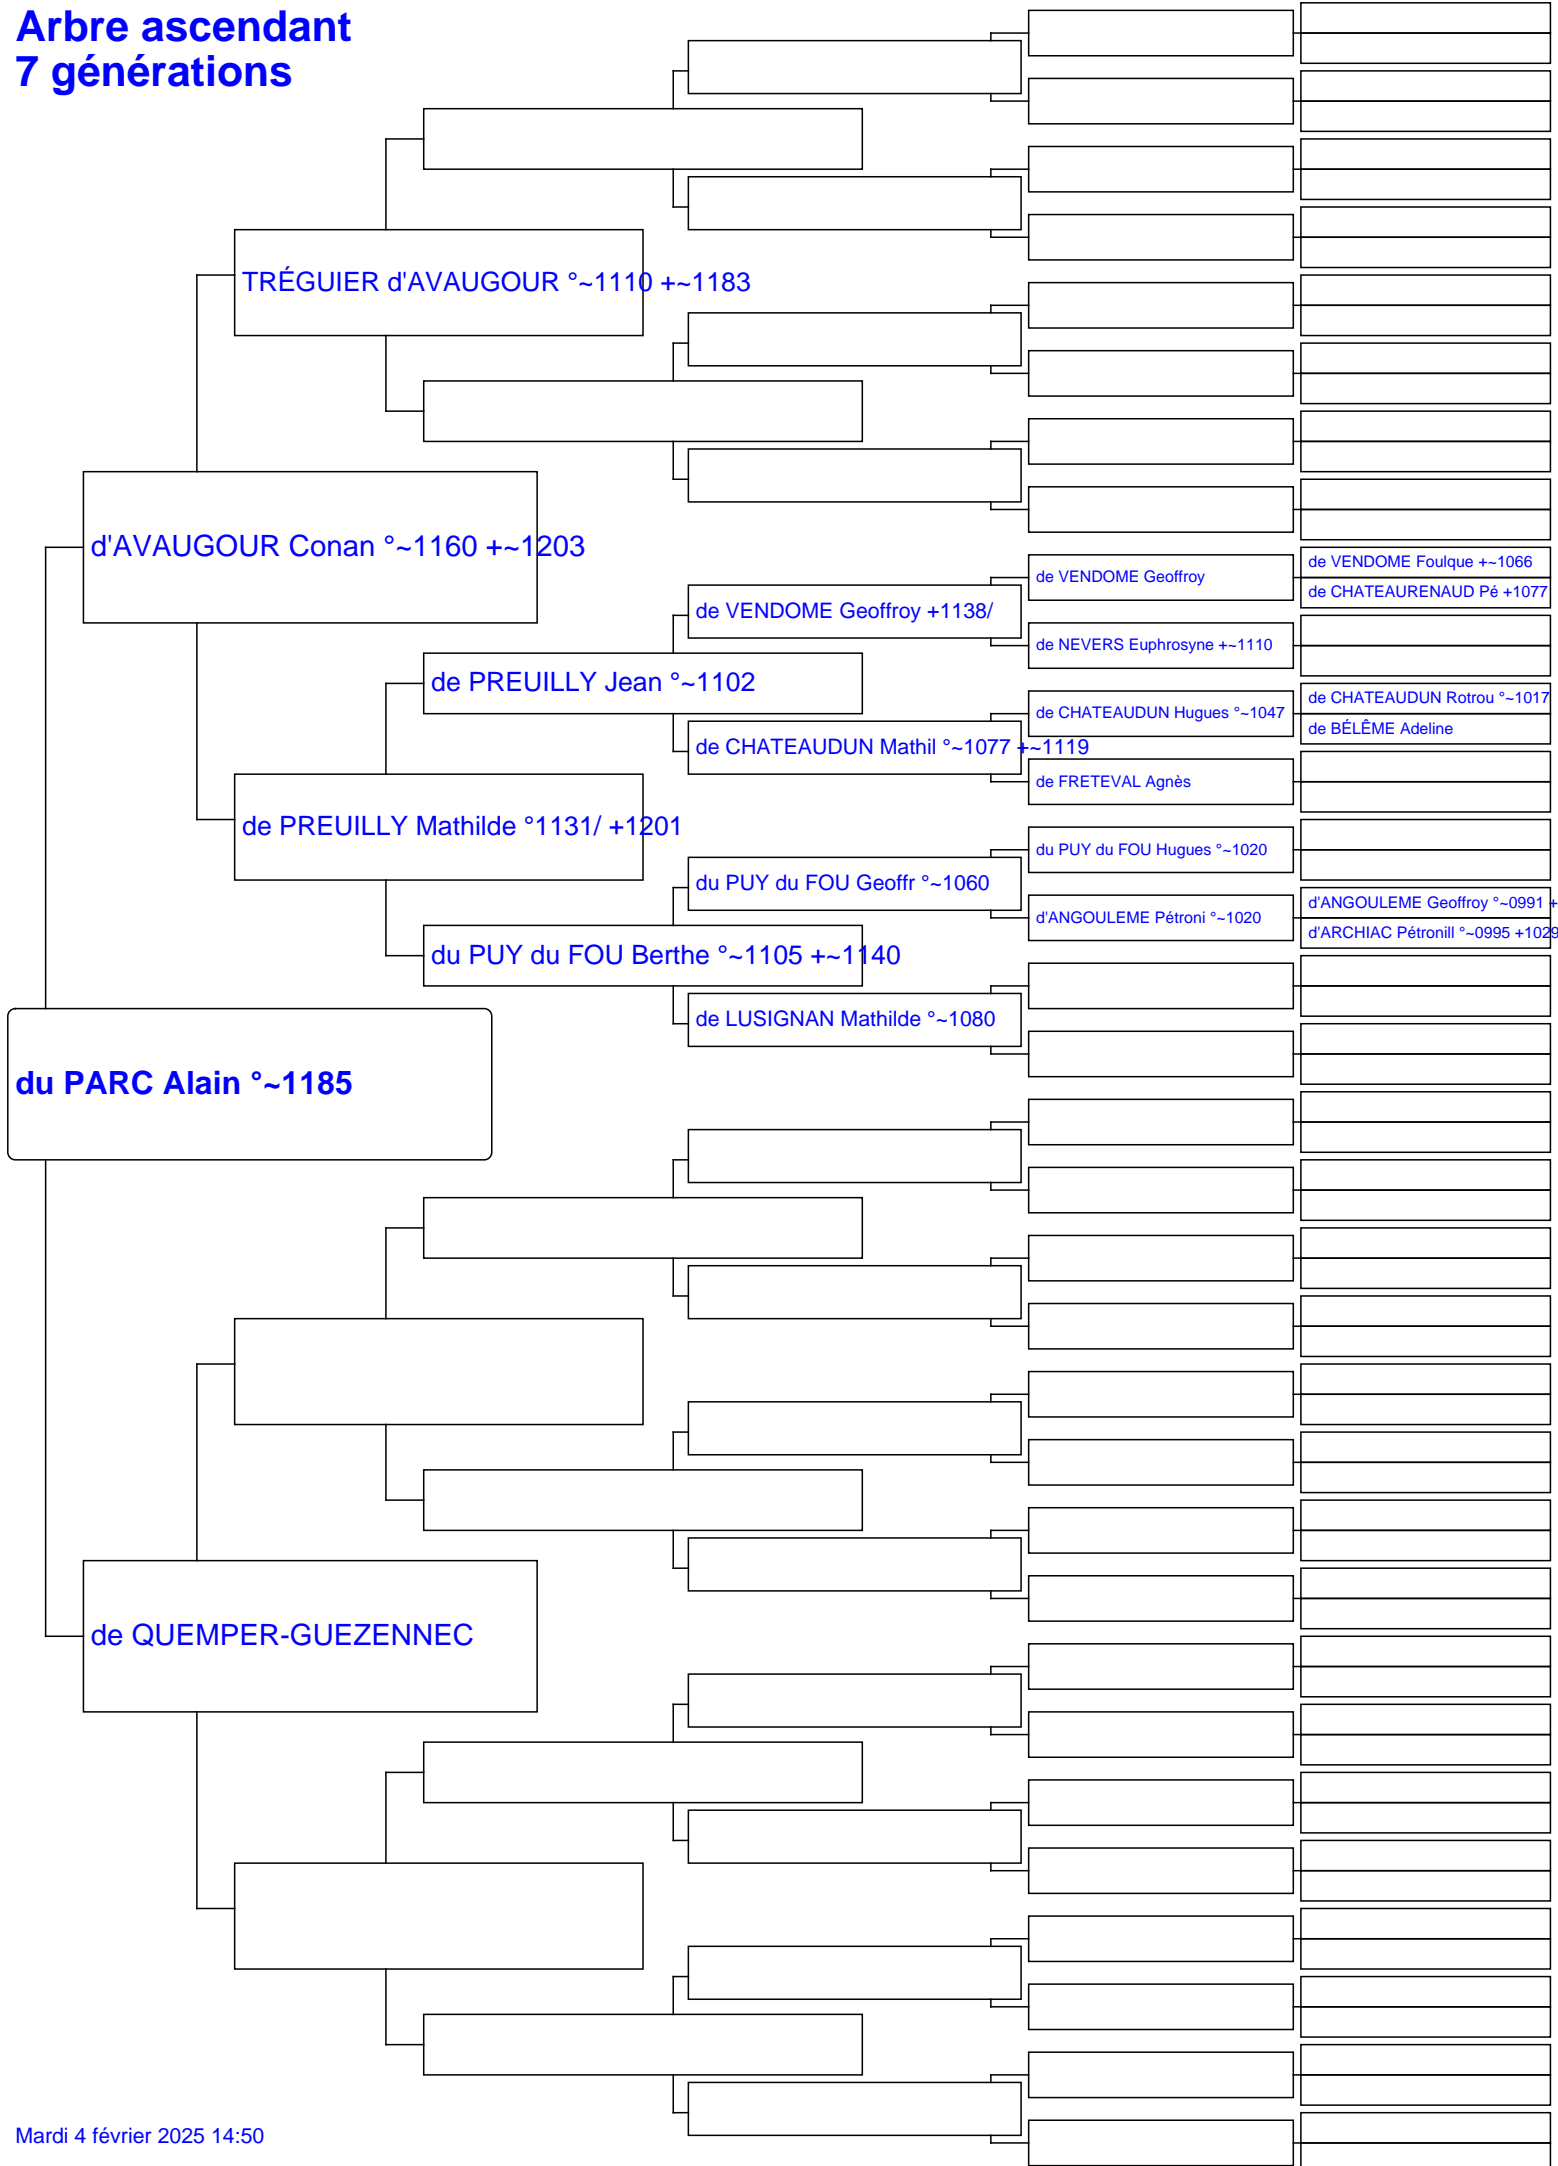 Arbre ascendant
7 générations
TRÉGUIER d'AVAUGOUR °~1110 +~1183
d'AVAUGOUR Conan °~1160 +~1203
de VENDOME Foulque +~1066
de VENDOME Geoffroy
de CHATEAURENAUD Pé +1077
de VENDOME Geoffroy +1138/
de NEVERS Euphrosyne +~1110
de PREUILLY Jean °~1102
de CHATEAUDUN Rotrou °~1017
de CHATEAUDUN Hugues °~1047
de BÉLÊME Adeline
de CHATEAUDUN Mathil °~1077 +~1119
de FRETEVAL Agnès
de PREUILLY Mathilde °1131/ +1201
du PUY du FOU Hugues °~1020
du PUY du FOU Geoffr °~1060
d'ANGOULEME Geoffroy °~0991 +
d'ANGOULEME Pétroni °~1020
d'ARCHIAC Pétronill °~0995 +1029
du PUY du FOU Berthe °~1105 +~1140
de LUSIGNAN Mathilde °~1080
du PARC Alain °~1185
de QUEMPER-GUEZENNEC
Mardi 4 février 2025 14:50